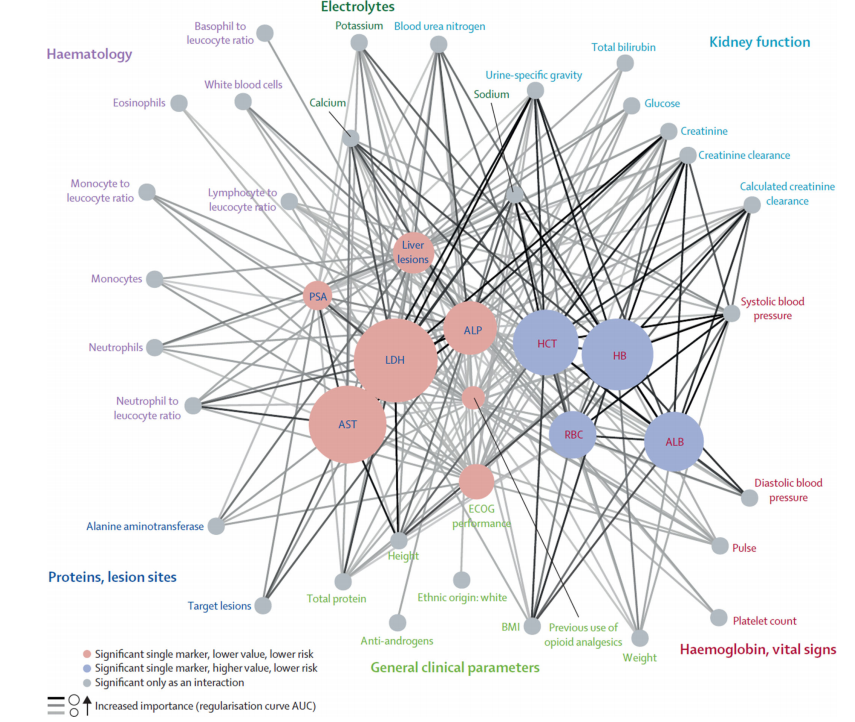 Electrolytes
Basophil to
leucocyte ratio
Potassium
Blood urea nitrogen
Kidney function
Haematology
Total bilirubin
Urine-specific gravity
White blood cells
Sodium
Eosinophils
Calcium
Glucose
Creatinine
Creatinine clearance
Monocyte to
leucocyte ratio
Lymphocyte to
leucocyte ratio
Calculated creatinine
clearance
Liver
lesions
Monocytes
PSA
Systolic blood
pressure
ALP
HCT
HB
LDH
Neutrophils
Neutrophil to
leucocyte ratio
AST
RBC
ALB
Diastolic blood
pressure
ECOG
performance
Alanine aminotransferase
Height
Pulse
Proteins, lesion sites
Total protein
Ethnic origin: white
Target lesions
Anti-androgens
BMI
Previous use of
opioid analgesics
Platelet count
Weight
Haemoglobin, vital signs
General clinical parameters
Significant single marker, lower value, lower risk
Significant single marker, higher value, lower risk
Significant only as an interaction
Increased importance (regularisation curve AUC)